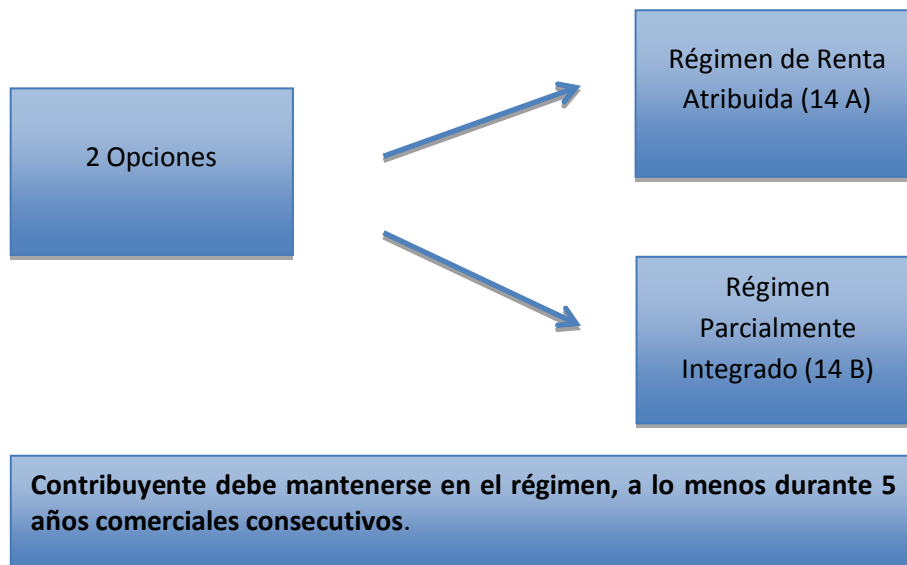 2 Opciones
Régimen de Renta
Atribuida (14 A)
Régimen
Parcialmente
Integrado (14 B)
Contribuyente debe mantenerse en el régimen, a lo menos durante 5
años comerciales consecutivos.